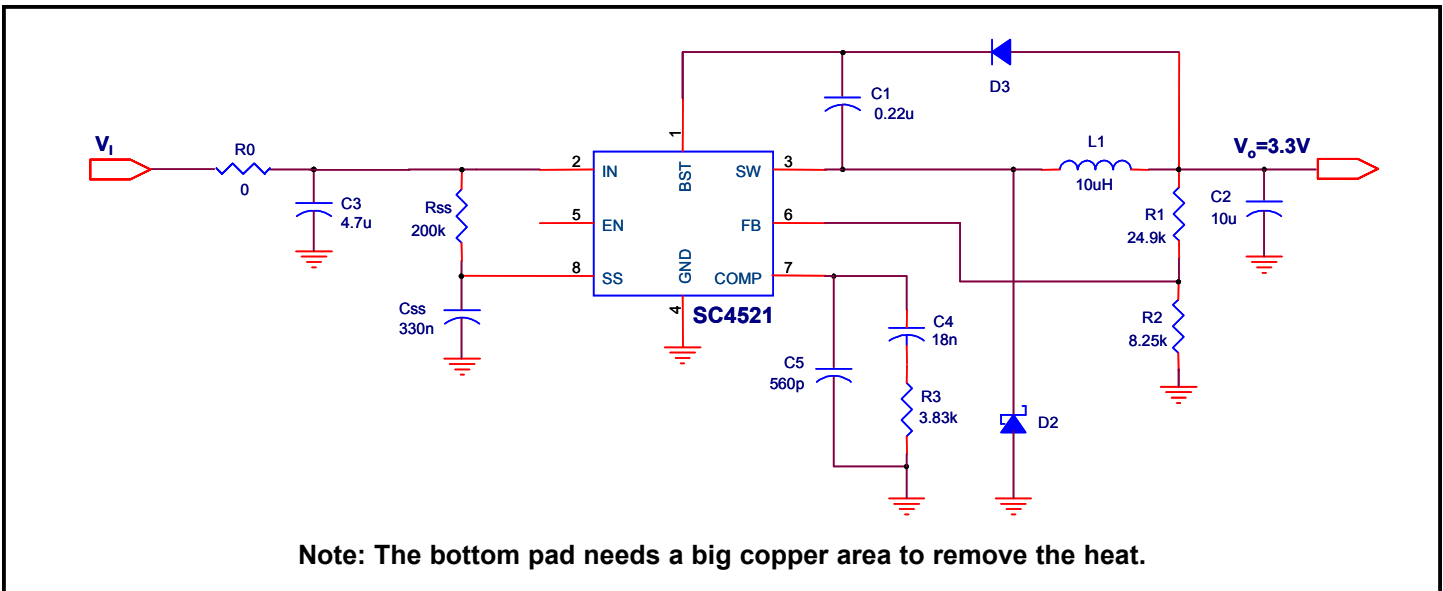 D3
C1
0.22u
VI
R0
0
C3
4.7u
Rss
200k
Css
330n
1
2
IN
BST
SW
3
5
EN
FB
6
8
SS
GND
COMP
7
4
SC4521
L1
10uH
Vo=3.3V
R1
24.9k
C2
10u
R2
8.25k
C4
18n
C5
560p
R3
3.83k
D2
Note: The bottom pad needs a big copper area to remove the heat.